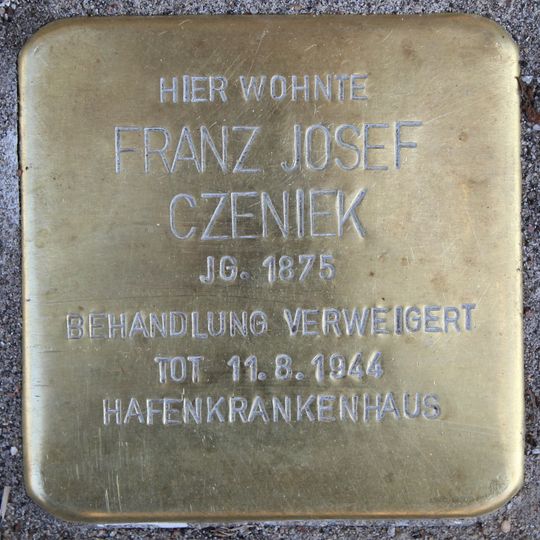 HIER WOHNTE
FRANZ JOSEF
CZENIEK
JG. 1875
BEHANDLUNG VERWEIGERT
TOT 11.8.1944
HAFENKRANKENHAUS